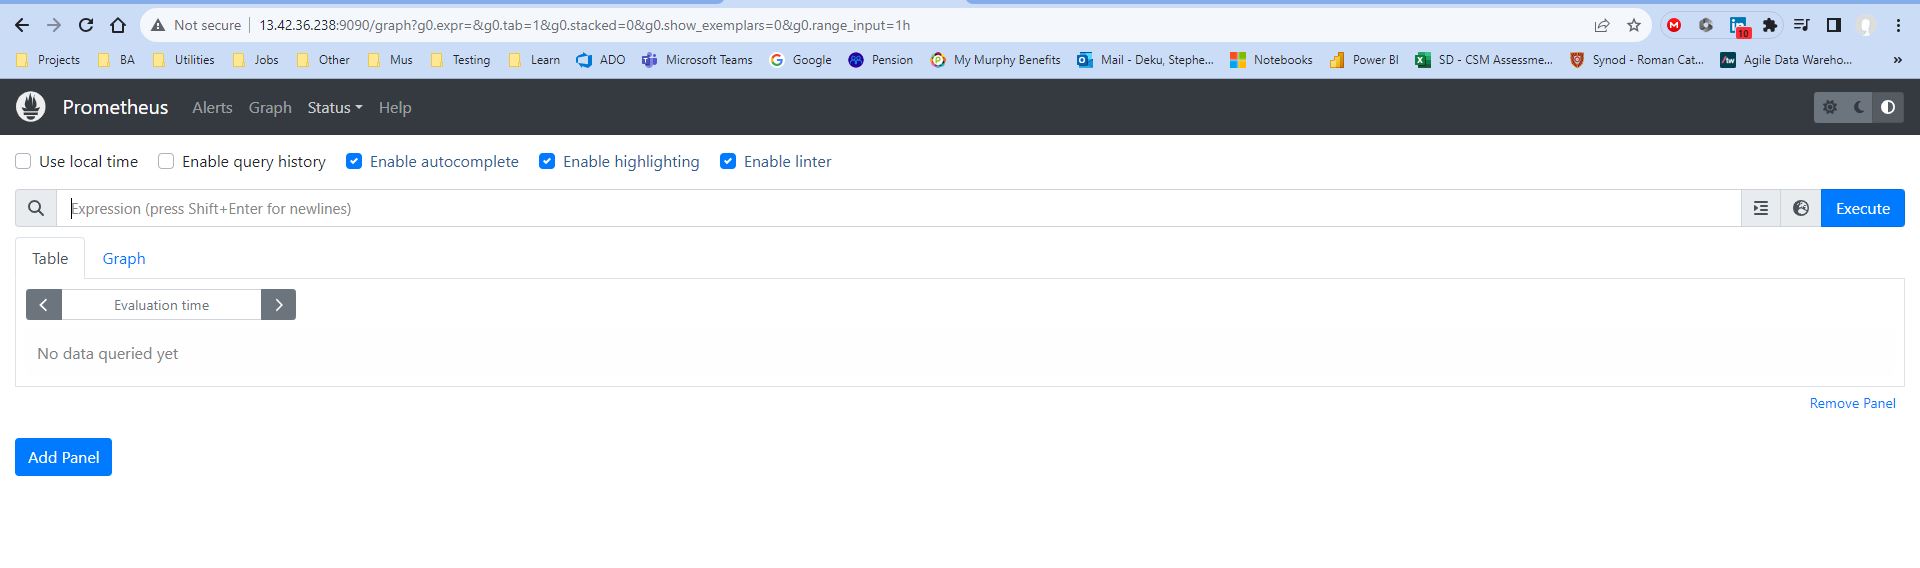 Not secure 13.42.36.238:9090/graph?g0.expr=&g0.tab=1&g0.stacked=0&g0.show_exemplars=0&g0.range_input=1h
10
Projects BA Utilities Jobs Other Mus Testing Learn ADO Microsoft Teams Google Pension My Murphy Benefits Mail - Deku, Stephe... Notebooks Power BI SD - CSM Assessme... Synod - Roman Cat... Agile Data Wareho... »
Prometheus Alerts Graph Status Help
Use local time Enable query history Enable autocomplete Enable highlighting Enable linter
Expression (press Shift+Enter for newlines) Execute
Table Graph
Evaluation time
No data queried yet
Remove Panel
Add Panel